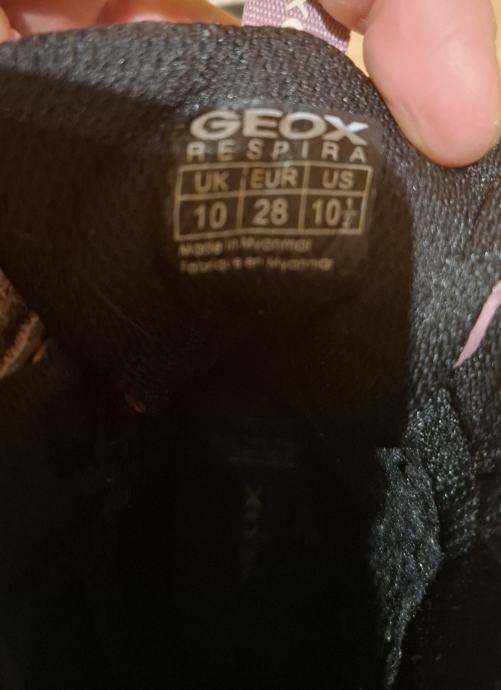 GEOX
RESPIRA
UK EUR US
10 28 10½
Made in Myanmar
Fabriqué en Myanmar